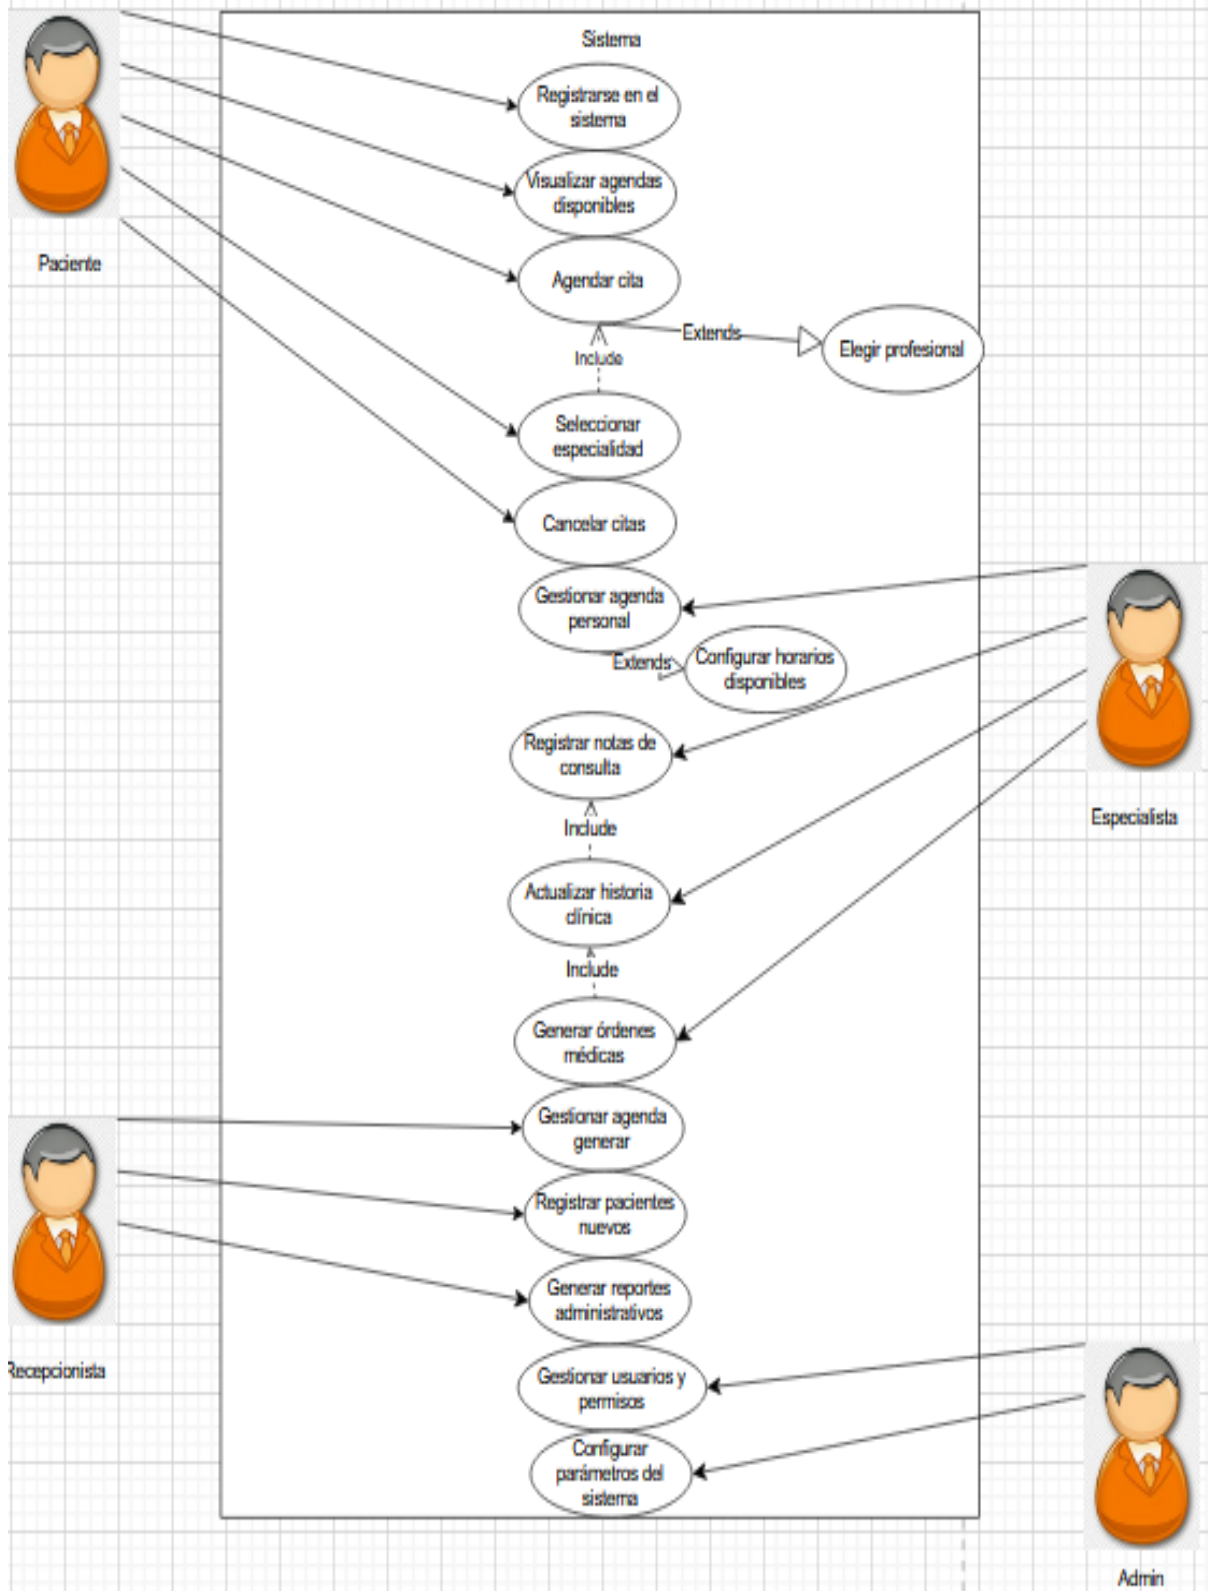 Sistema
Registrarse en el
sistema
Visualizar agendas
disponibles
Paciente
Agendar cita
Extends
Include
Elegir profesional
Seleccionar
especialidad
Cancelar citas
Gestionar agenda
personal
Extends
Configurar horarios
disponibles
Registrar notas de
consulta
Especialista
Include
Actualizar historia
clínica
Include
Generar órdenes
médicas
Gestionar agenda
generar
Registrar pacientes
nuevos
Generar reportes
administrativos
Recepcionista
Gestionar usuarios y
permisos
Configurar
parámetros del
sistema
Admin